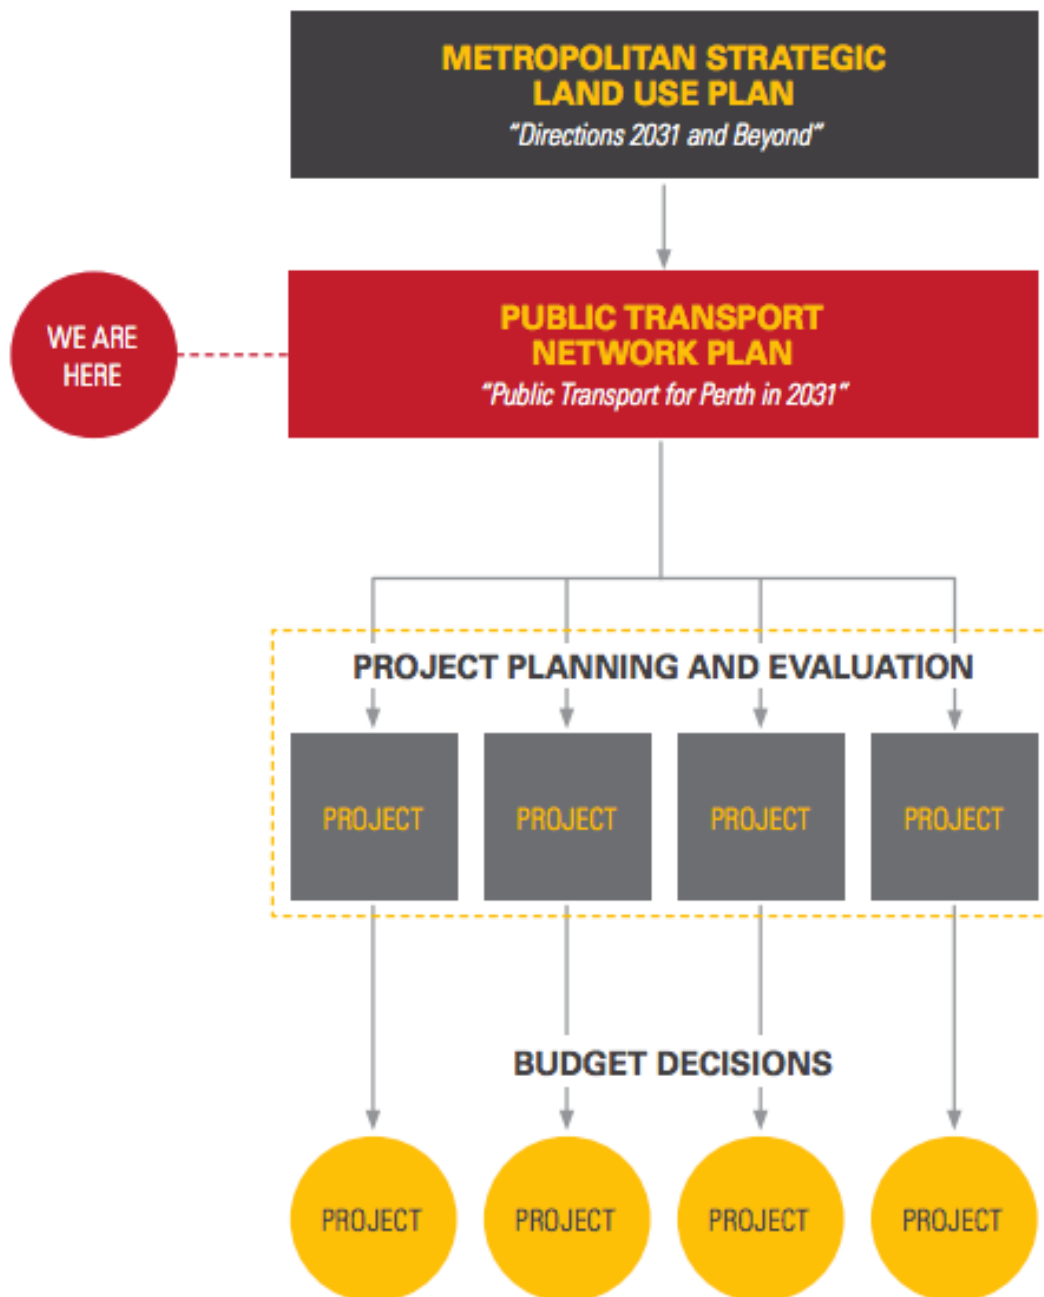 METROPOLITAN STRATEGIC
LAND USE PLAN
"Directions 2031 and Beyond"
WE ARE
HERE
PUBLIC TRANSPORT
NETWORK PLAN
"Public Transport for Perth in 2031"
PROJECT PLANNING AND EVALUATION
PROJECT
PROJECT
PROJECT
PROJECT
BUDGET DECISIONS
PROJECT
PROJECT
PROJECT
PROJECT